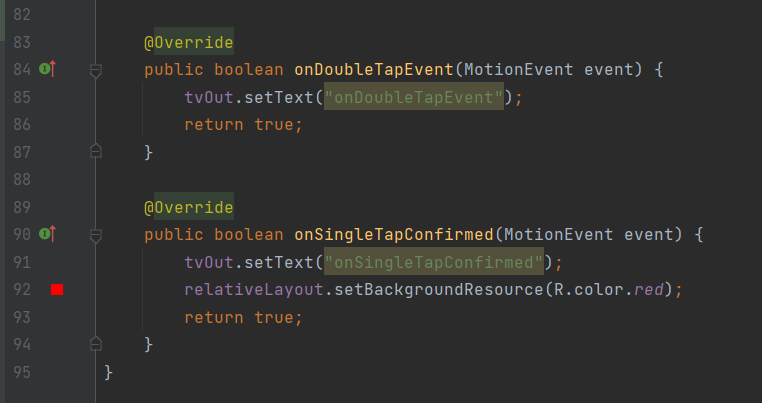 82
83 @Override
84 public boolean onDoubleTapEvent(MotionEvent event) {
85 tvOut.setText("onDoubleTapEvent");
86 return true;
87 }
88
89 @Override
90 public boolean onSingleTapConfirmed(MotionEvent event) {
91 tvOut.setText("onSingleTapConfirmed");
92 relativeLayout.setBackgroundResource(R.color.red);
93 return true;
94 }
95 }